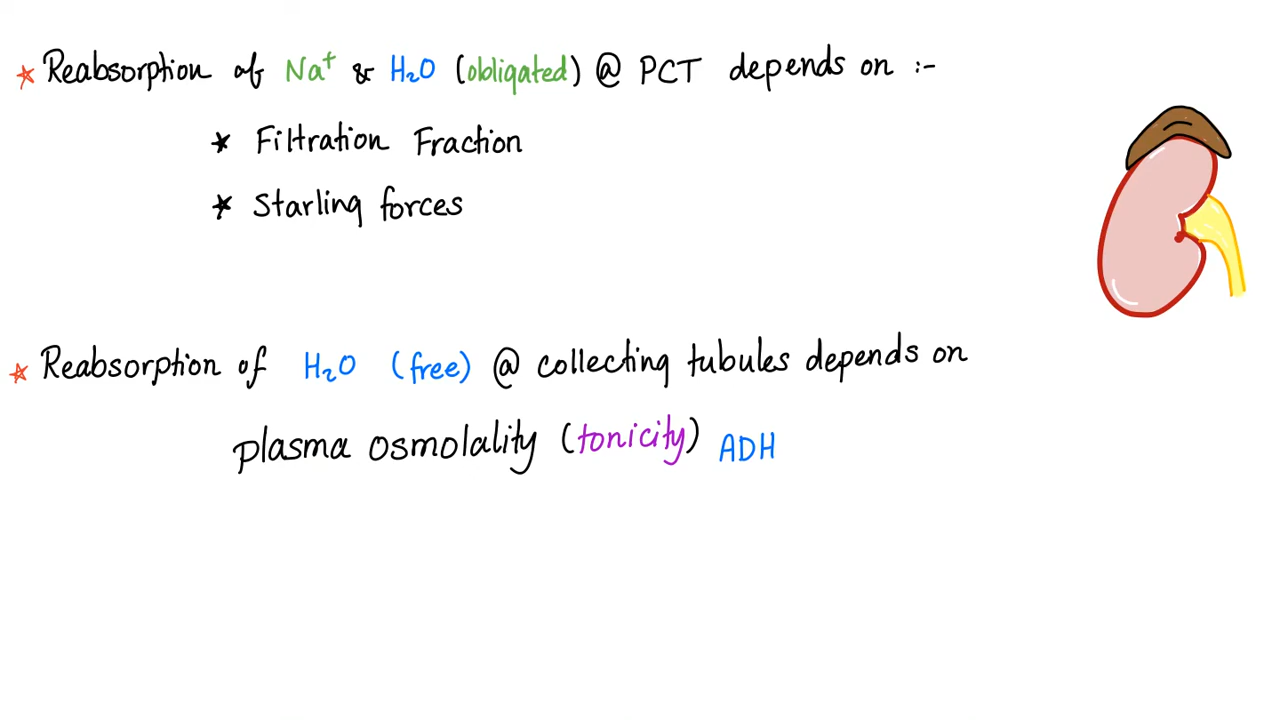 * Reabsorption of Na⁺ & H₂O (obligated) @ PCT depends on :-
* Filtration Fraction
* Starling forces
* Reabsorption of H₂O (free) @ collecting tubules depends on
plasma osmolality (tonicity) ADH